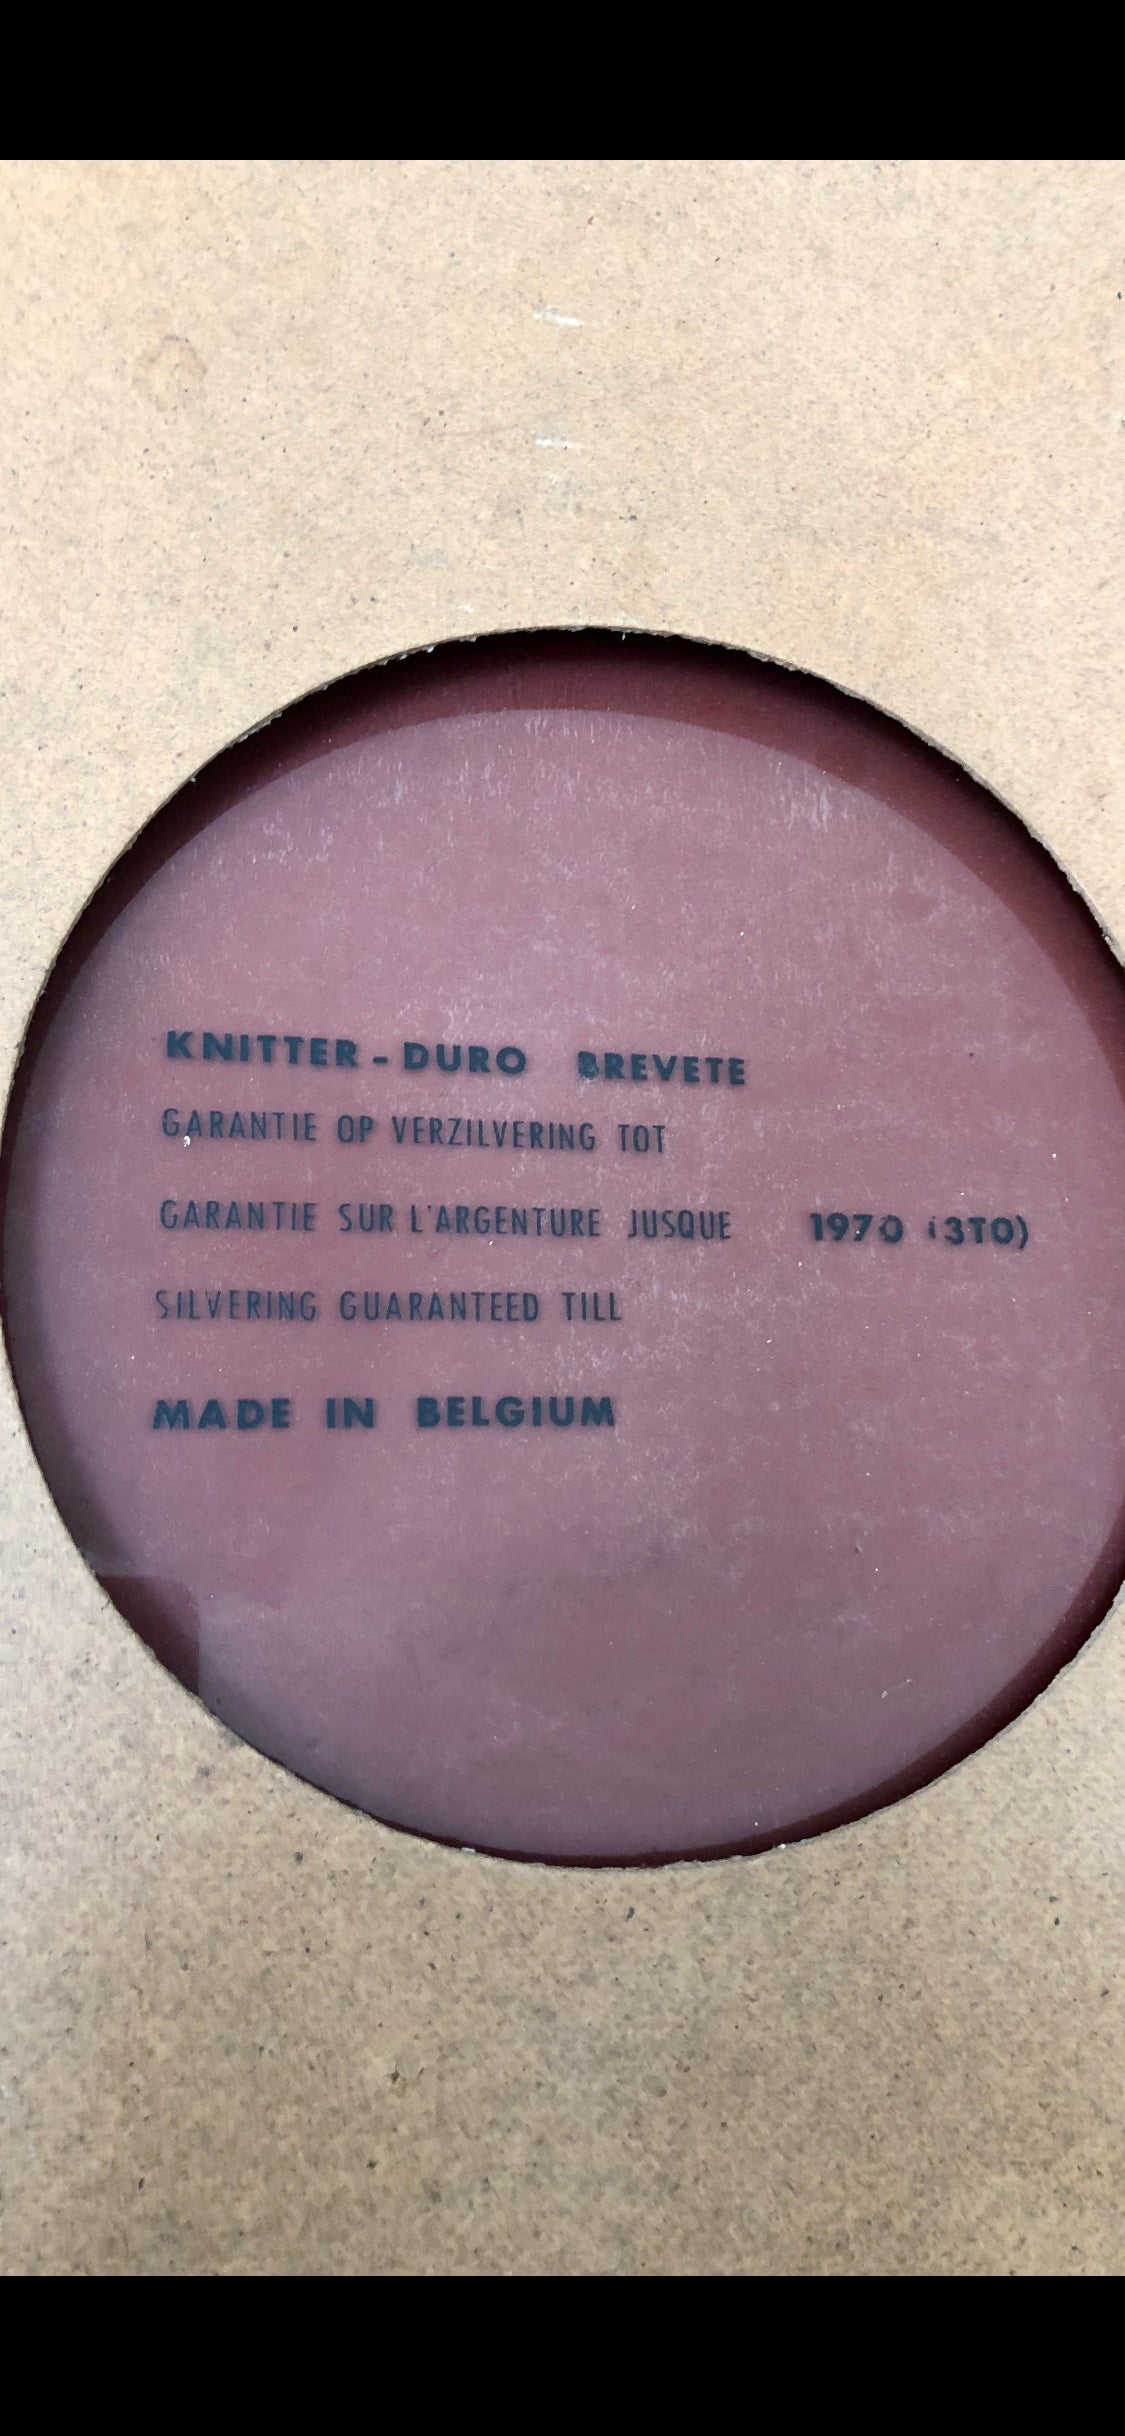 KNITTER - DURO BREVETE
GARANTIE OP VERZILVERING TOT
GARANTIE SUR L'ARGENTURE JUSQUE 1970 (3TO)
SILVERING GUARANTEED TILL
MADE IN BELGIUM